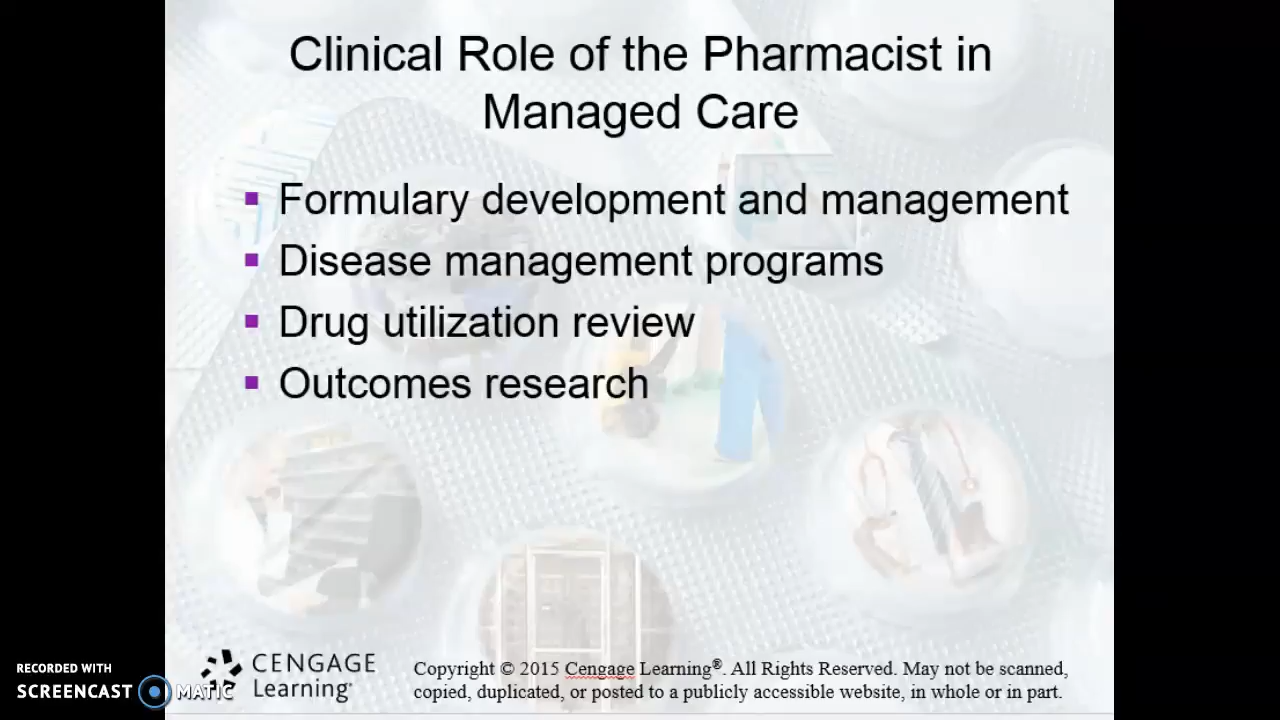 Clinical Role of the Pharmacist in
Managed Care
▪ Formulary development and management
▪ Disease management programs
▪ Drug utilization review
▪ Outcomes research
CENGAGE
Learning®
Copyright © 2015 Cengage Learning®. All Rights Reserved. May not be scanned,
copied, duplicated, or posted to a publicly accessible website, in whole or in part.
RECORDED WITH
SCREENCAST MATIC